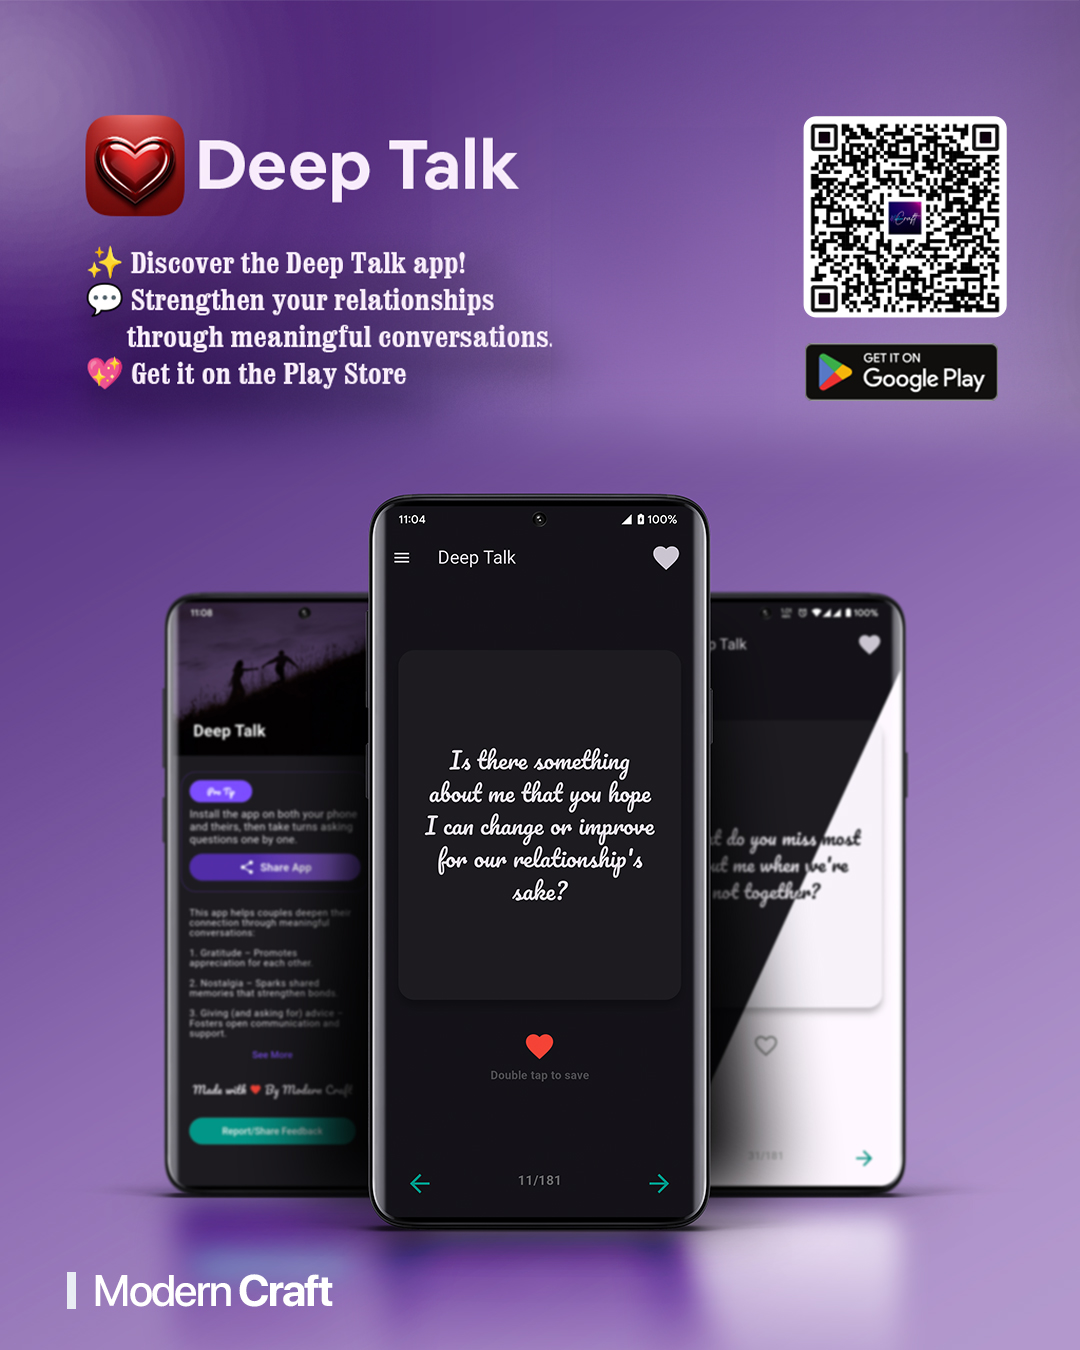 Deep Talk
✨ Discover the Deep Talk app!
💬 Strengthen your relationships
through meaningful conversations.
💖 Get it on the Play Store
Craft
GET IT ON
Google Play
11:08
Deep Talk
Pro Tip
Install the app on both your phone
and theirs, then take turns asking
questions one by one.
Share App
This app helps couples deepen their
connection through meaningful
conversations:
1. Gratitude – Promotes
appreciation for each other.
2. Nostalgia – Sparks shared
memories that strengthen bonds.
3. Giving (and asking for) advice –
Fosters open communication and
support.
See More
Made with ❤ By Modern Craft
Report/Share Feedback
11:04
100%
Deep Talk
Is there something
about me that you hope
I can change or improve
for our relationship's
sake?
Double tap to save
11/181
100%
p Talk
t do you miss most
ut me when we're
not together?
31/181
Modern Craft